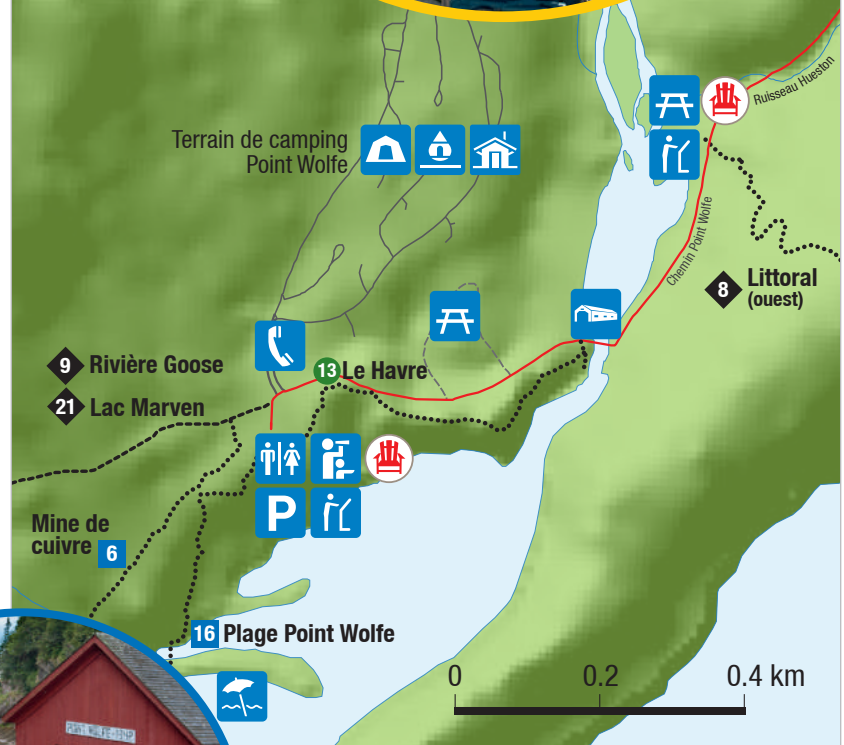 Ruisseau Hueston
Terrain de camping
Point Wolfe
Chemin Point Wolfe
8 Littoral
(ouest)
9 Rivière Goose
13 Le Havre
21 Lac Marven
P
Mine de
cuivre 6
16 Plage Point Wolfe
0 0.2 0.4 km